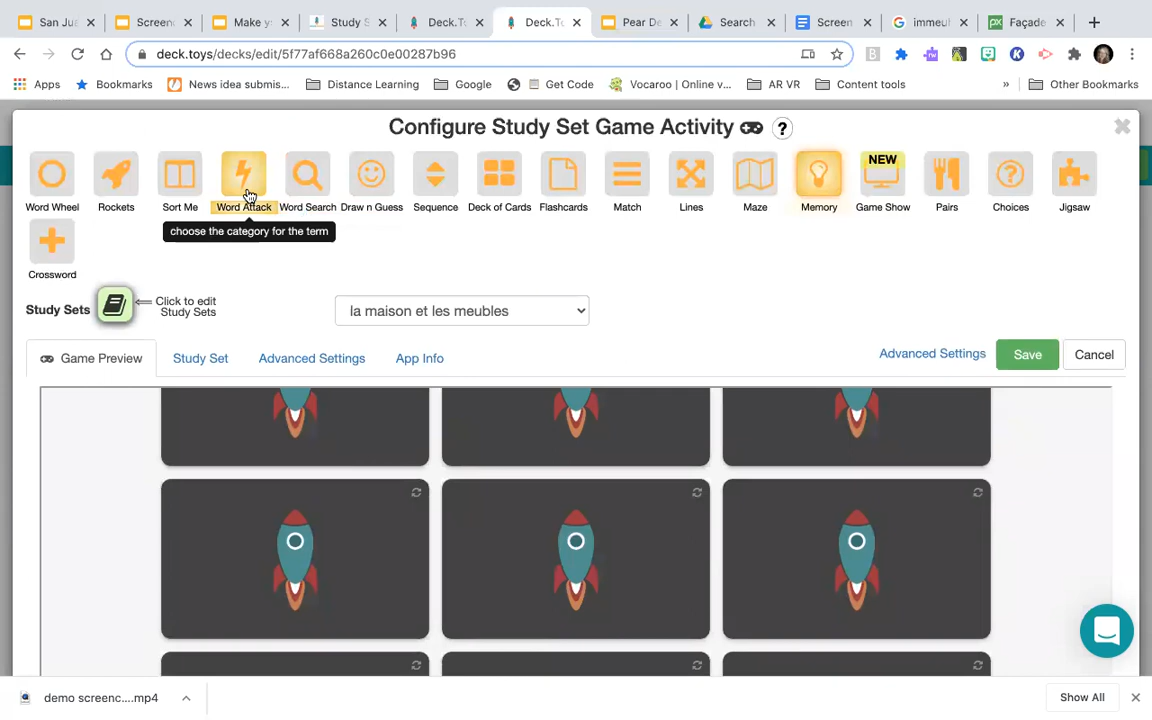 San Jua
Screenc
Make yo
Study S
Deck.To
Deck.To
Pear De
Search
Screen
immeul
Façade
deck.toys/decks/edit/5f77af668a260c0e00287b96
Apps
Bookmarks
News idea submis...
Distance Learning
Google
Get Code
Vocaroo | Online v...
AR VR
Content tools
»
Other Bookmarks
Configure Study Set Game Activity
?
NEW
Word Wheel
Rockets
Sort Me
Word Attack
Word Search
Draw n Guess
Sequence
Deck of Cards
Flashcards
Match
Lines
Maze
Memory
Game Show
Pairs
Choices
Jigsaw
choose the category for the term
Crossword
Study Sets
Click to edit
Study Sets
la maison et les meubles
Game Preview
Study Set
Advanced Settings
App Info
Advanced Settings
Save
Cancel
demo screenc....mp4
Show All